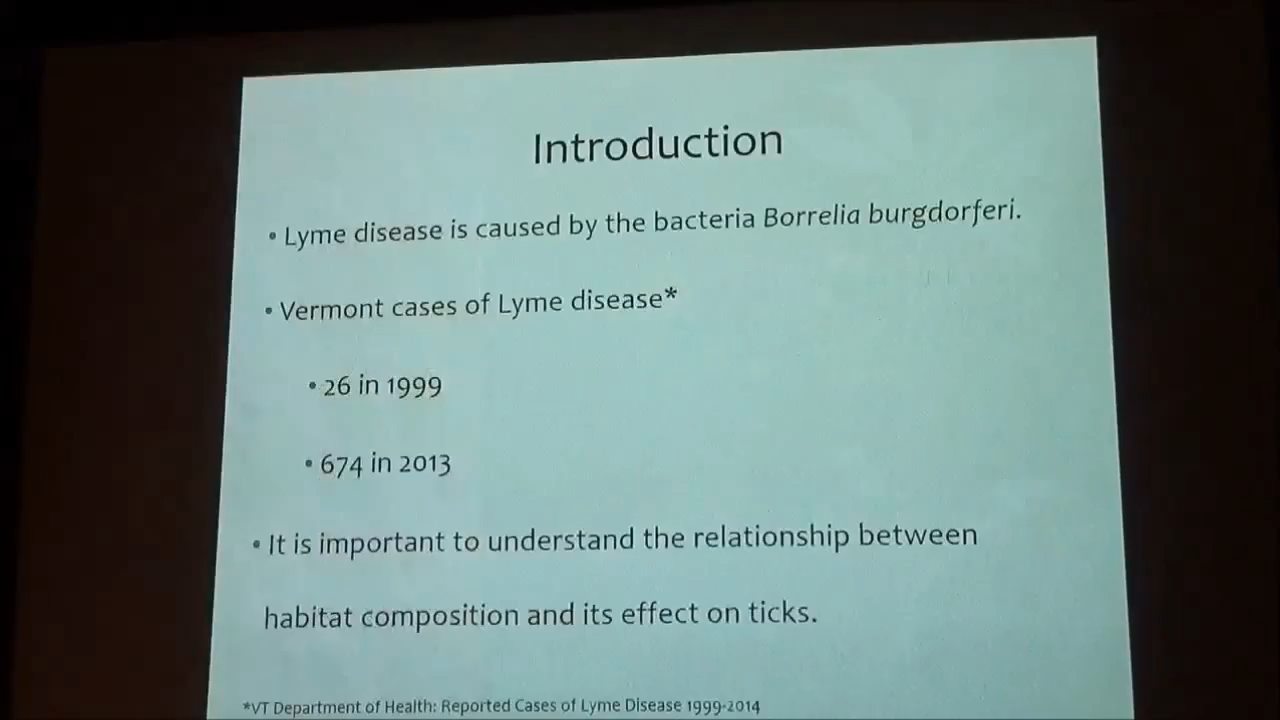 Introduction
• Lyme disease is caused by the bacteria Borrelia burgdorferi.
• Vermont cases of Lyme disease*
• 26 in 1999
• 674 in 2013
• It is important to understand the relationship between
habitat composition and its effect on ticks.
*VT Department of Health: Reported Cases of Lyme Disease 1999-2014